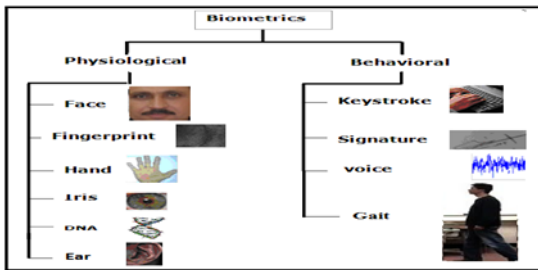 Biometrics
Physiological
Face
Fingerprint
Hand
Iris
DNA
Ear
Behavioral
Keystroke
Signature
voice
Gait